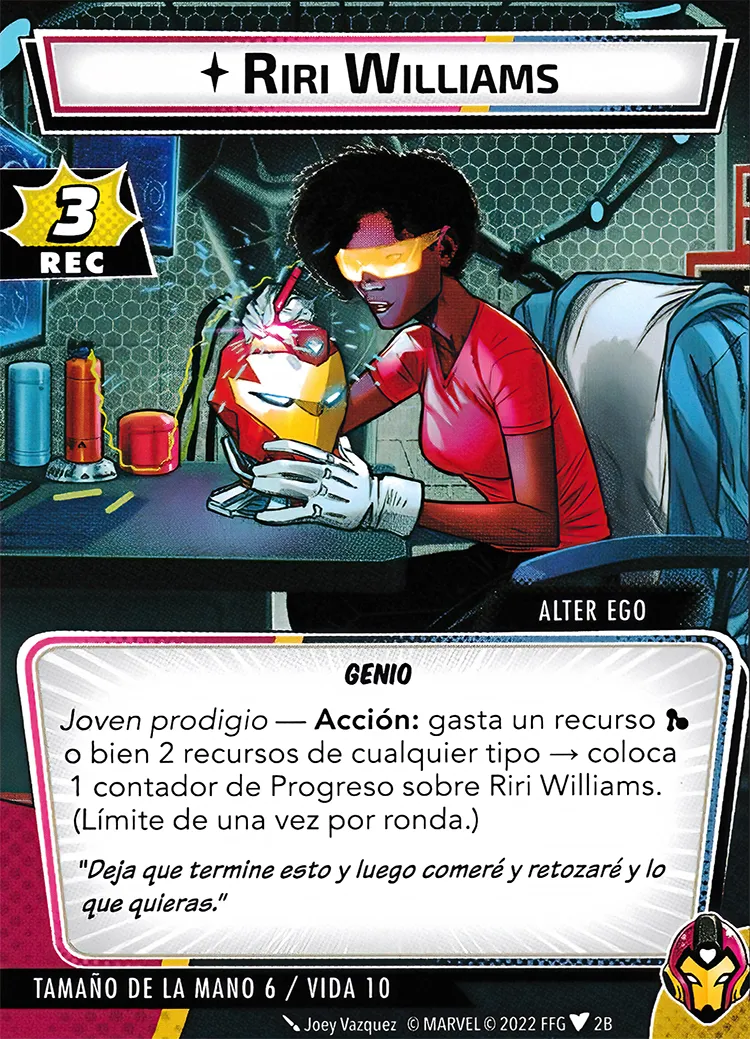 RIRI WILLIAMS
3
REC
ALTER EGO
GENIO
Joven prodigio — Acción: gasta un recurso
o bien 2 recursos de cualquier tipo → coloca
1 contador de Progreso sobre Riri Williams.
(Límite de una vez por ronda.)
"Deja que termine esto y luego comeré y retozaré y lo
que quieras."
TAMAÑO DE LA MANO 6 / VIDA 10
Joey Vazquez © MARVEL © 2022 FFG 2B